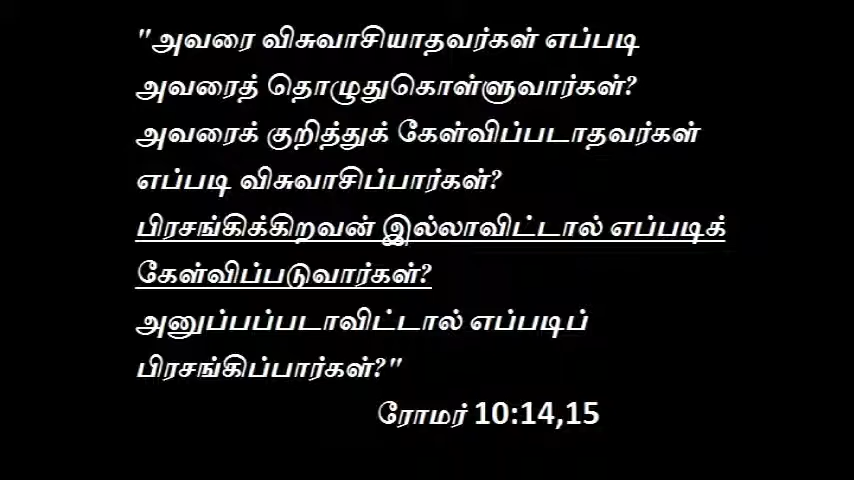 "அவரை விசுவாசியாதவர்கள் எப்படி
அவரைத் தொழுதுகொள்ளுவார்கள்?
அவரைக் குறித்துக் கேள்விப்படாதவர்கள்
எப்படி விசுவாசிப்பார்கள்?
பிரசங்கிக்கிறவன் இல்லாவிட்டால் எப்படிக்
கேள்விப்படுவார்கள்?
அனுப்பப்படாவிட்டால் எப்படிப்
பிரசங்கிப்பார்கள்?"
ரோமர் 10:14,15